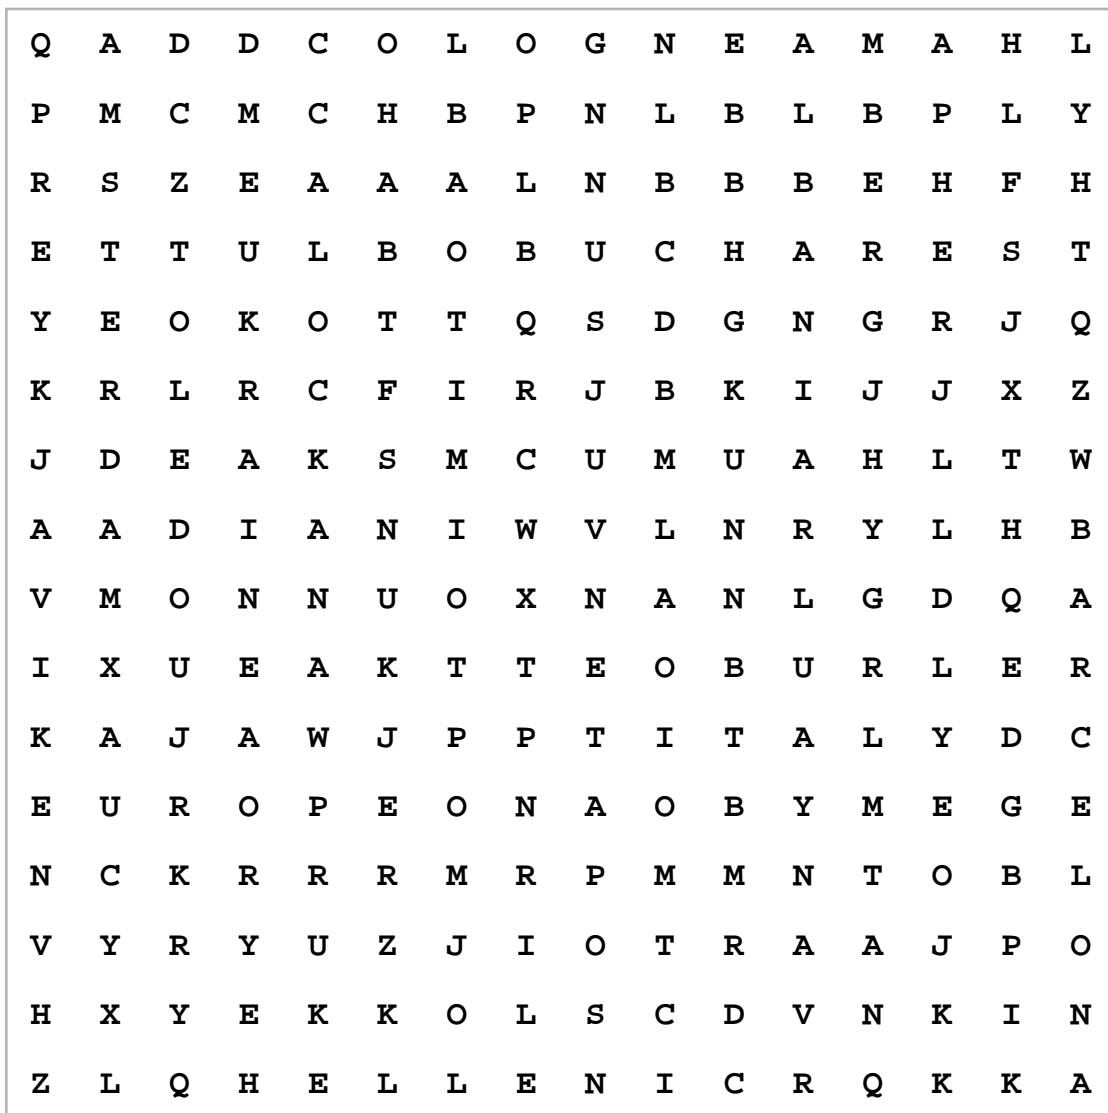 Q A D D C O L O G N E A M A H L
P M C M C H B P N L B L B P L Y
R S Z E A A A L N B B B E H F H
E T T U L B O B U C H A R E S T
Y E O K O T T Q S D G N G R J Q
K R L R C F I R J B K I J J X Z
J D E A K S M C U M U A H L T W
A A D I A N I W V L N R Y L H B
V M O N N U O X N A N L G D Q A
I X U E A K T T E O B U R L E R
K A J A W J P P T I T A L Y D C
E U R O P E O N A O B Y M E G E
N C K R R R M R P M M N T O B L
V Y R Y U Z J I O T R A A J P O
H X Y E K K O L S C D V N K I N
Z L Q H E L L E N I C R Q K K A